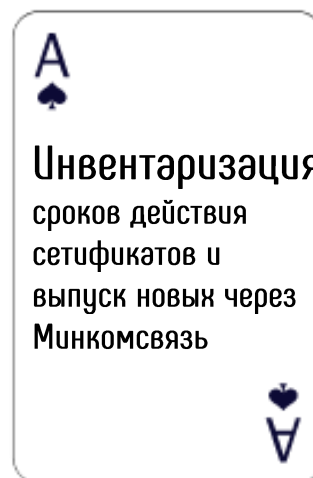 A
Инвентаризация
сроков действия
сетификатов и
выпуск новых через
Минкомсвязь
A